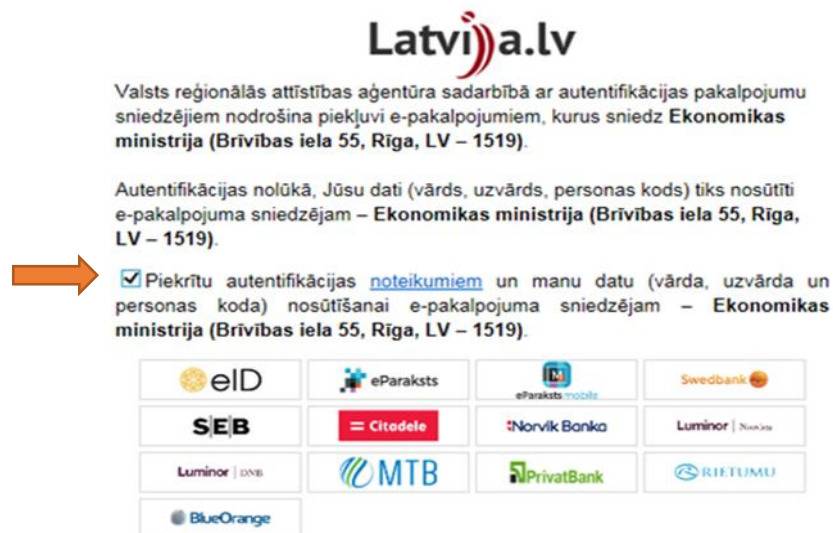 Latvija.lv
Valsts reģionālās attīstības aģentūra sadarbībā ar autentifikācijas pakalpojumu
sniedzējiem nodrošina piekļuvi e-pakalpojumiem, kurus sniedz Ekonomikas
ministrija (Brīvības iela 55, Rīga, LV – 1519).
Autentifikācijas nolūkā, Jūsu dati (vārds, uzvārds, personas kods) tiks nosūtīti
e-pakalpojuma sniedzējam – Ekonomikas ministrija (Brīvības iela 55, Rīga,
LV – 1519).
Piekrītu autentifikācijas noteikumiem un manu datu (vārda, uzvārda un
personas koda) nosūtīšanai e-pakalpojuma sniedzējam – Ekonomikas
ministrija (Brīvības iela 55, Rīga, LV – 1519).
eID eParaksts eParaksts mobile Swedbank
SEB Citadele Norvik Banka Luminor | Nordea
Luminor | DNB MTB PrivatBank RIETUMU
BlueOrange